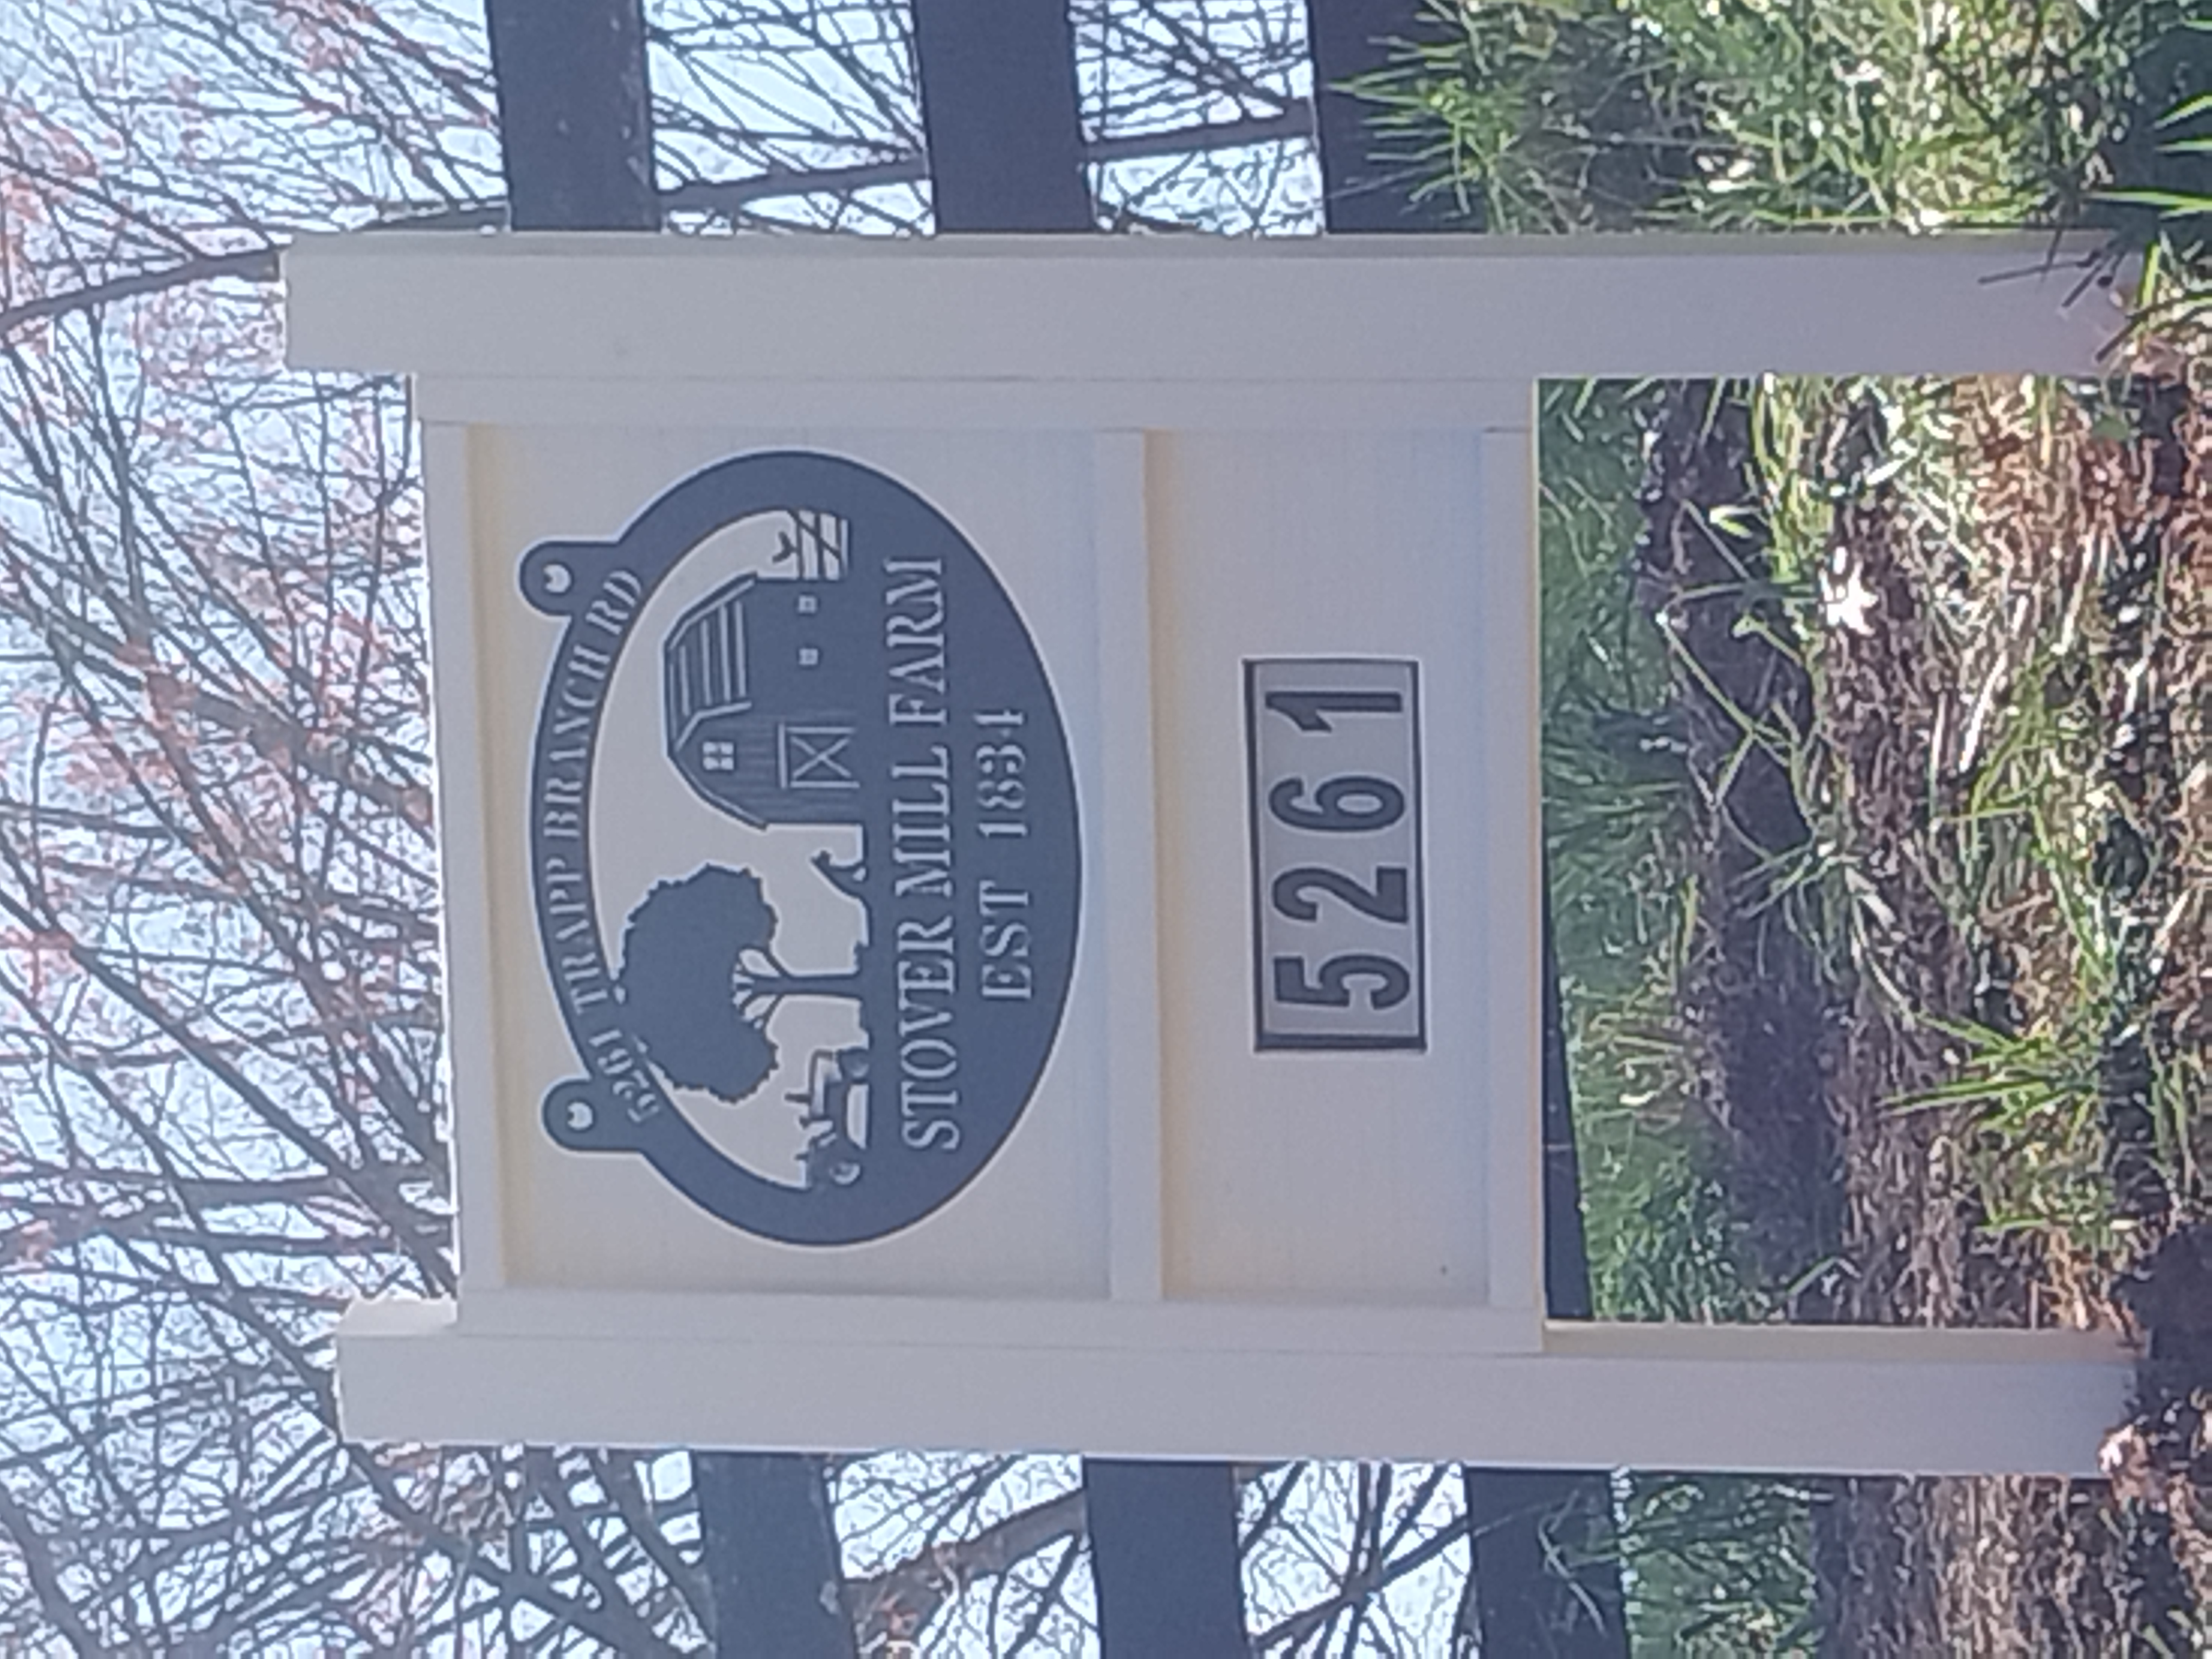 5261 TRAPP BRANCH RD
STOVER MILL FARM
EST 1834
5261